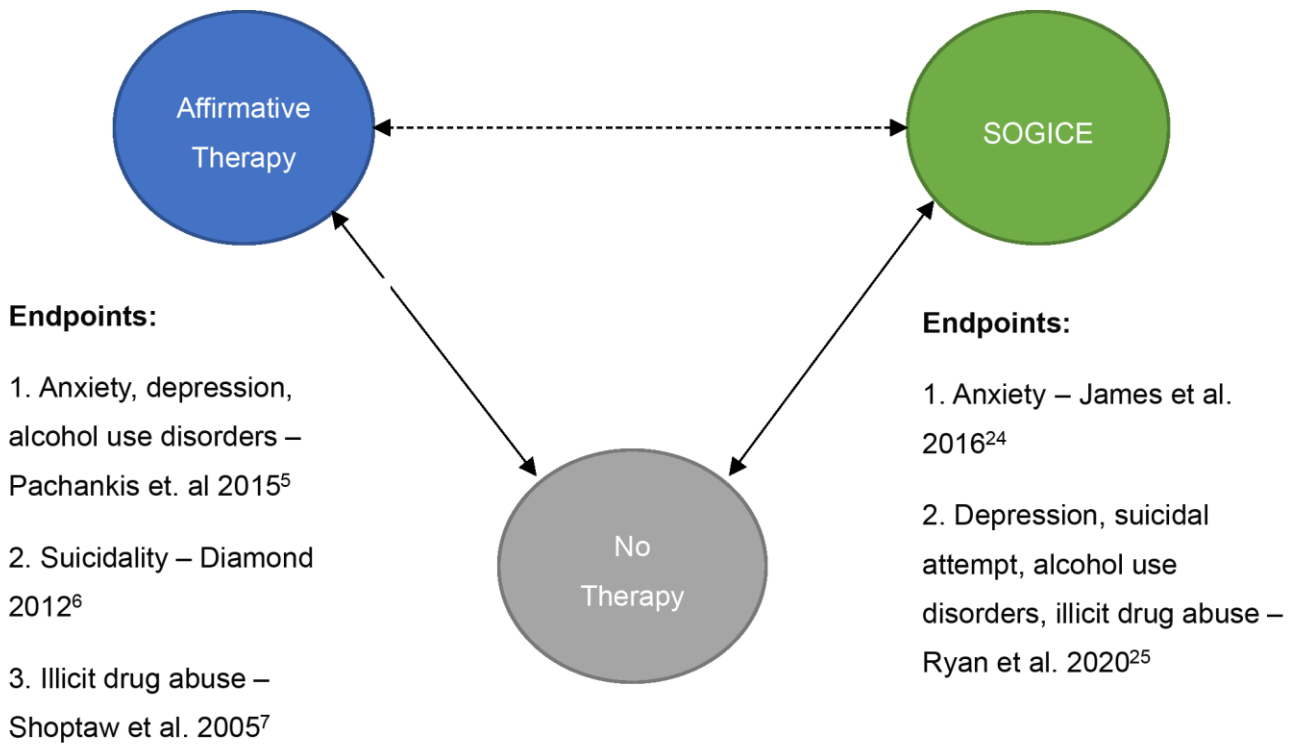 Affirmative
Therapy
SOGICE
Endpoints:
1. Anxiety, depression,
alcohol use disorders –
Pachankis et. al 2015⁵
2. Suicidality – Diamond
2012⁶
3. Illicit drug abuse –
Shoptaw et al. 2005⁷
No
Therapy
Endpoints:
1. Anxiety – James et al.
2016²⁴
2. Depression, suicidal
attempt, alcohol use
disorders, illicit drug abuse –
Ryan et al. 2020²⁵